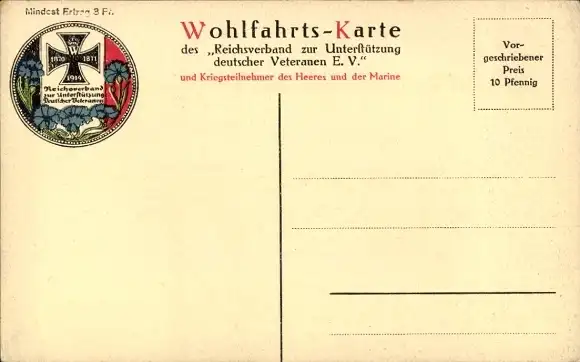 Mindest Ertrag 3 Pf.
Wohlfahrts-Karte
des „Reichsverband zur Unterstützung
deutscher Veteranen E. V."
und Kriegsteilnehmer des Heeres und der Marine
Vor-
geschriebener
Preis
10 Pfennig
W
1870 1871
1914
Reichsverband
zur Unterstützung
Deutscher Veteranen